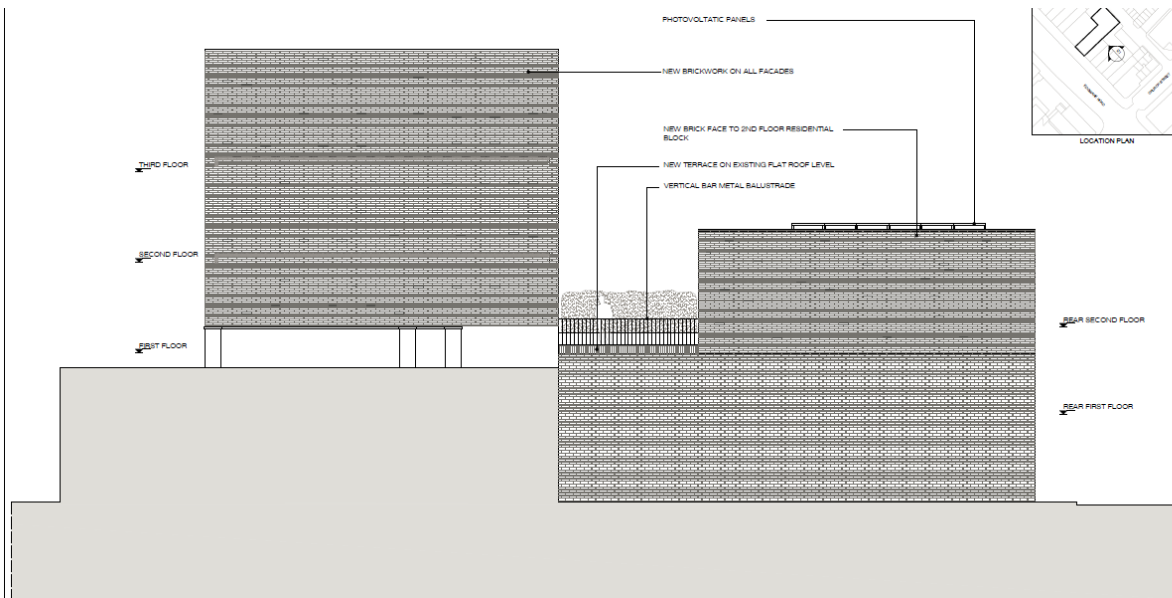 PHOTOVOLTATIC PANELS
NEW BRICKWORK ON ALL FACADES
NEW BRICK FACE TO 2ND FLOOR RESIDENTIAL
BLOCK
NEW TERRACE ON EXISTING FLAT ROOF LEVEL
VERTICAL BAR METAL BALUSTRADE
LOCATION PLAN
THIRD FLOOR
SECOND FLOOR
FIRST FLOOR
REAR SECOND FLOOR
REAR FIRST FLOOR